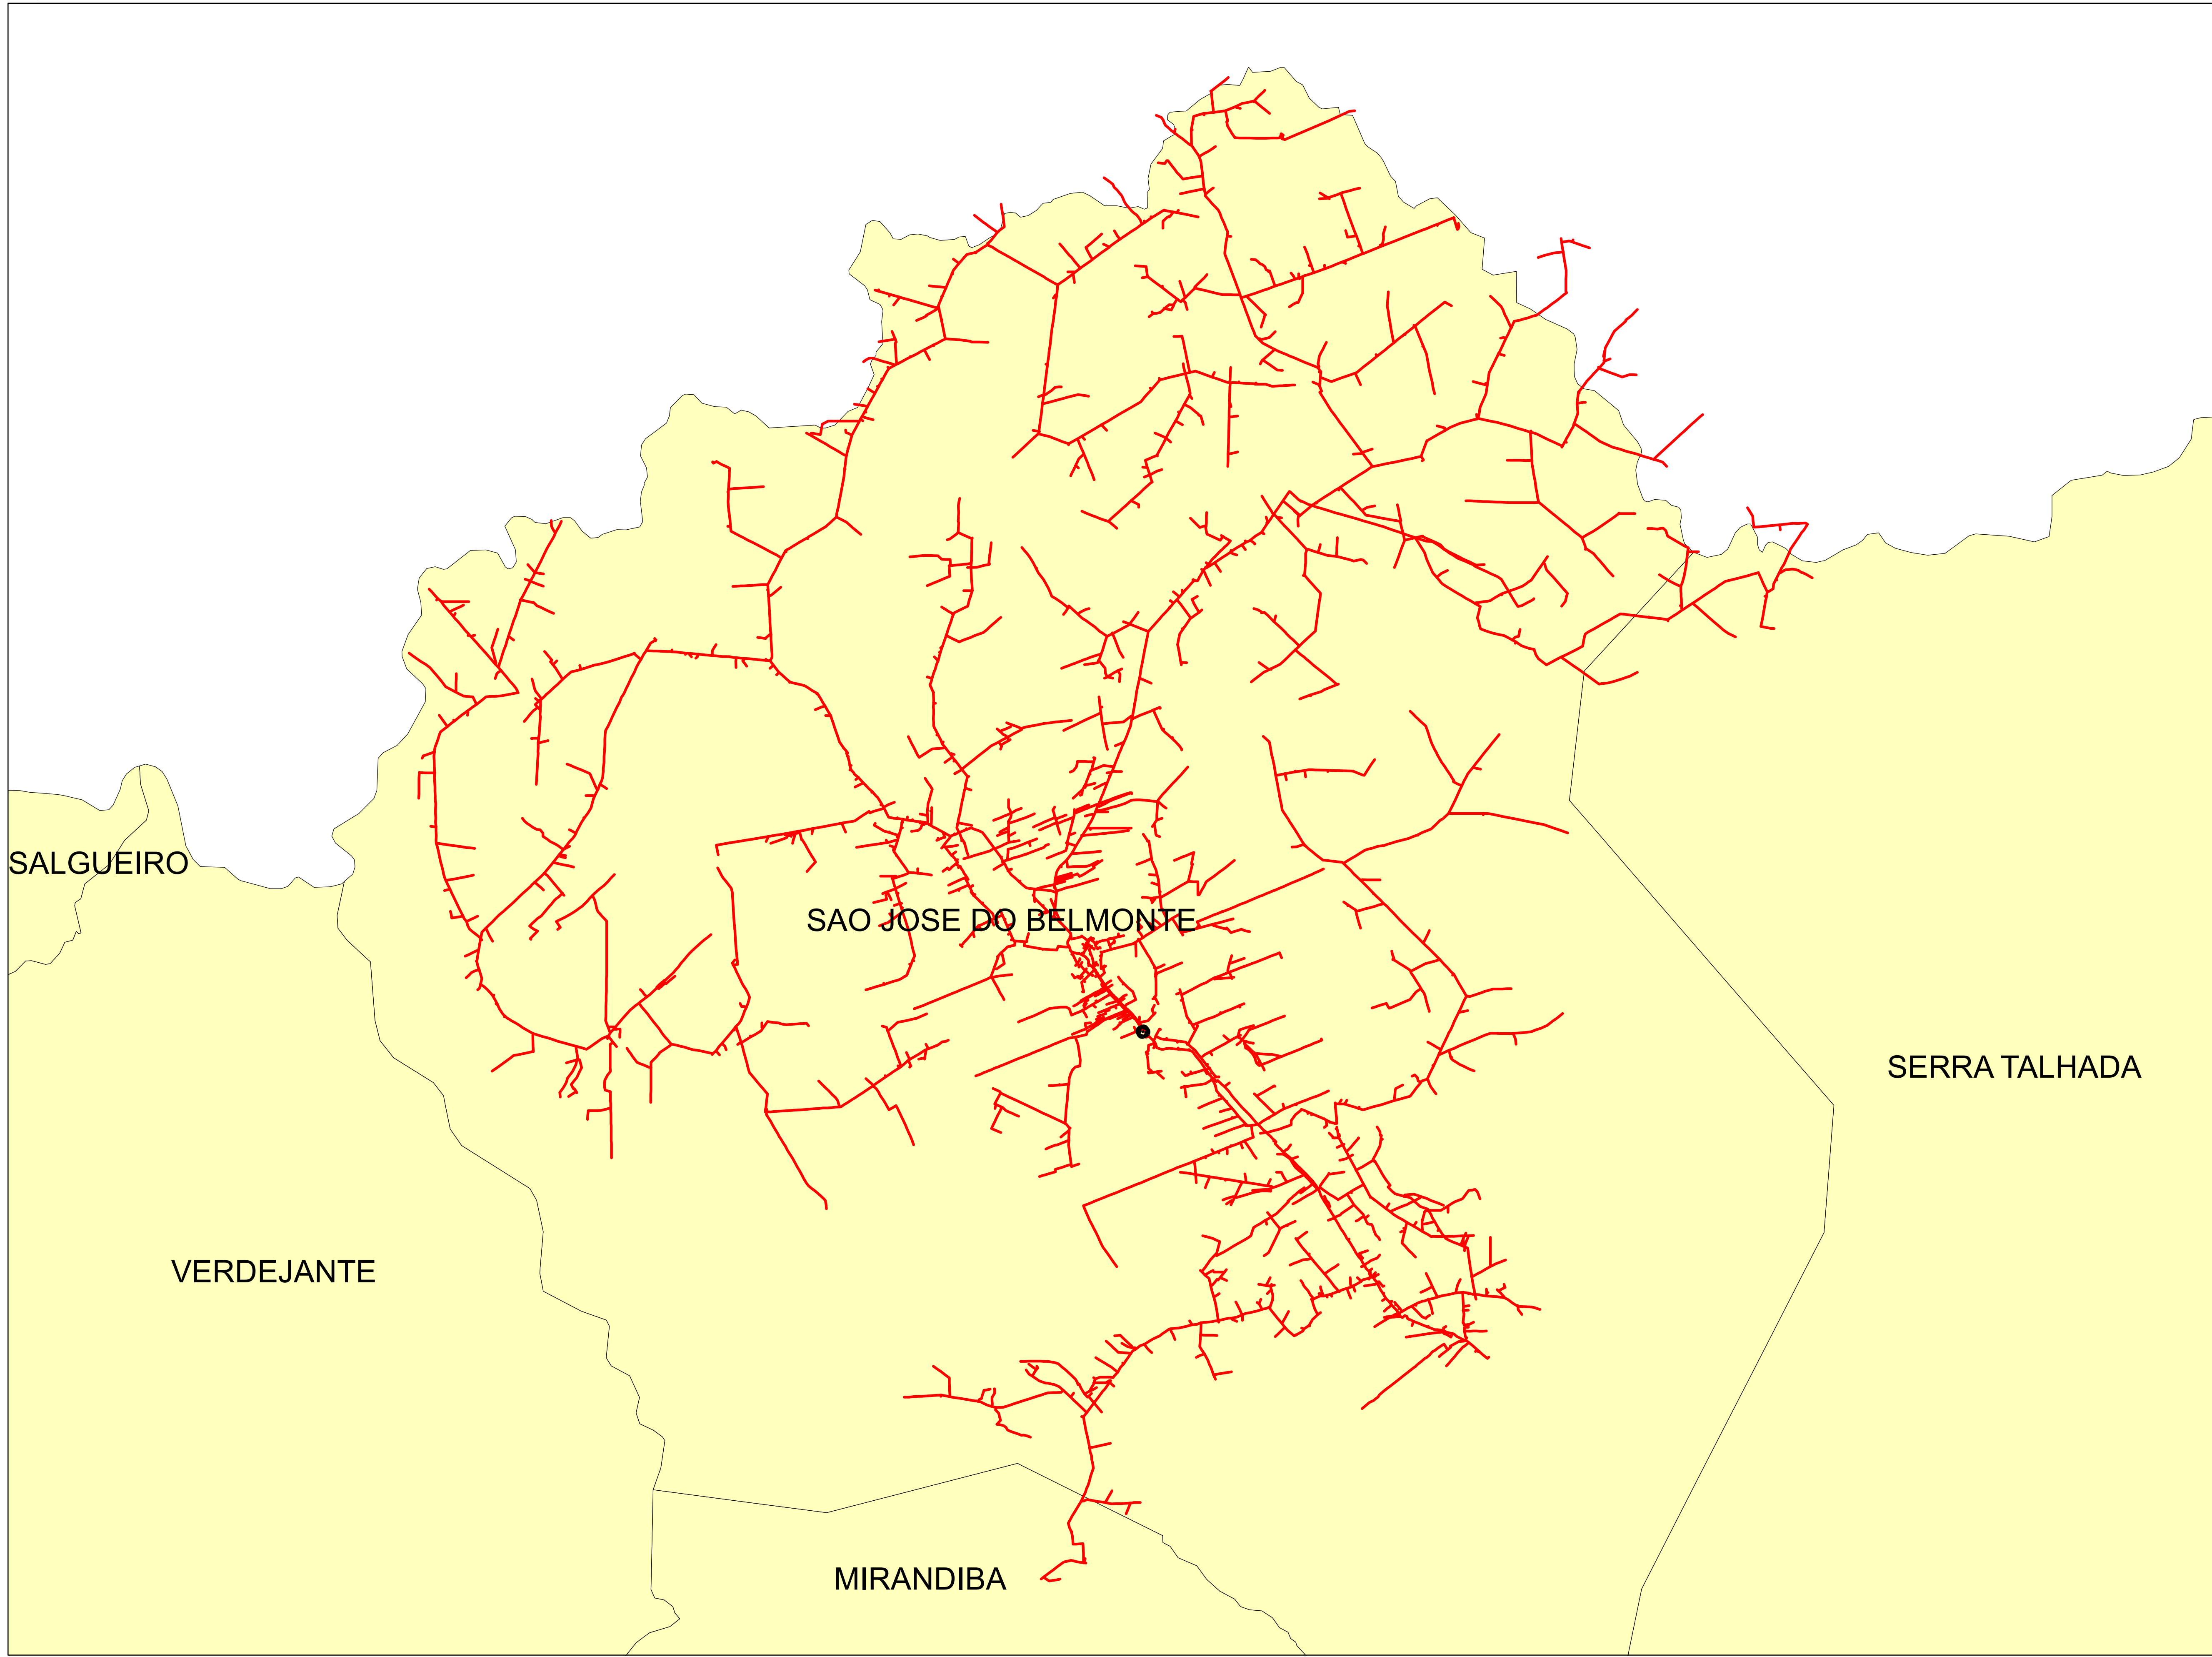 SALGUEIRO
SAO JOSE DO BELMONTE
SERRA TALHADA
VERDEJANTE
MIRANDIBA